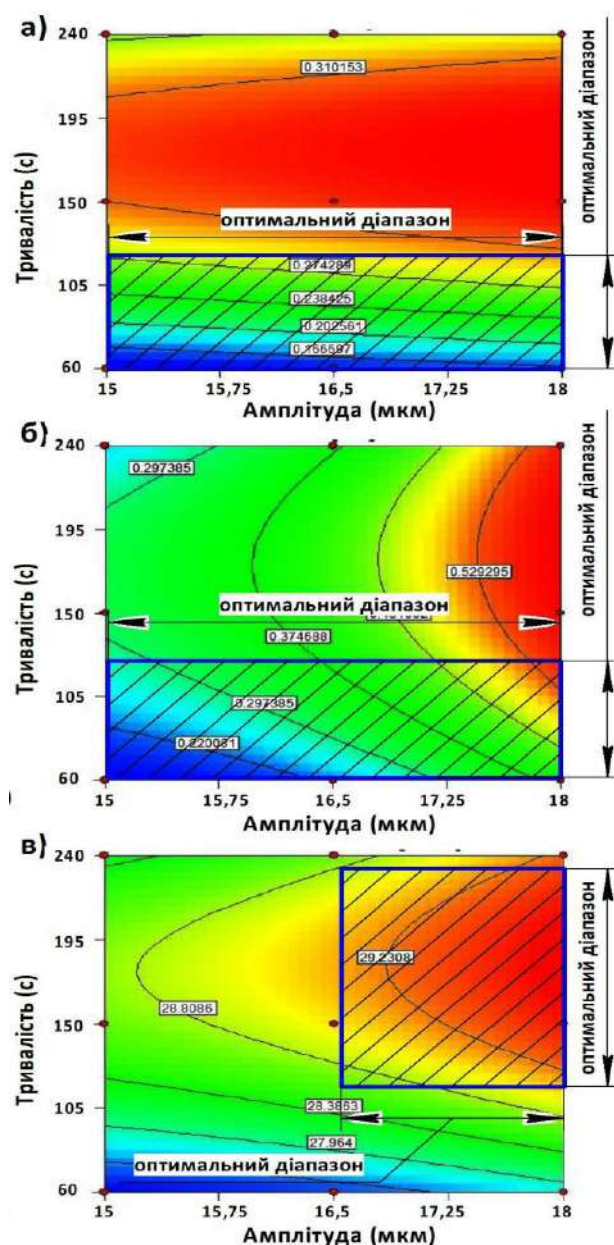 а)
240
195
150
105
60
Тривалість (с)
0.310153
оптимальний діапазон
0.274289
0.238425
0.202561
0.166697
15
15,75
16,5
17,25
18
Амплітуда (мкм)
оптимальний діапазон
б)
240
195
150
105
60
Тривалість (с)
0.297385
0.529295
оптимальний діапазон
0.374688
0.297385
0.220081
15
15,75
16,5
17,25
18
Амплітуда (мкм)
оптимальний діапазон
в)
240
195
150
105
60
Тривалість (с)
29.2308
28.8086
28.3863
27.964
оптимальний діапазон
15
15,75
16,5
17,25
18
Амплітуда (мкм)
оптимальний діапазон